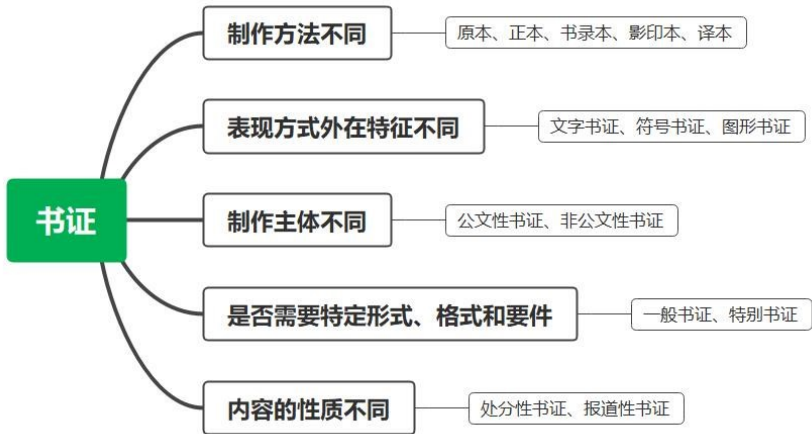 书证
制作方法不同
原本、正本、书录本、影印本、译本
表现方式外在特征不同
文字书证、符号书证、图形书证
制作主体不同
公文性书证、非公文性书证
是否需要特定形式、格式和要件
一般书证、特别书证
内容的性质不同
处分性书证、报道性书证